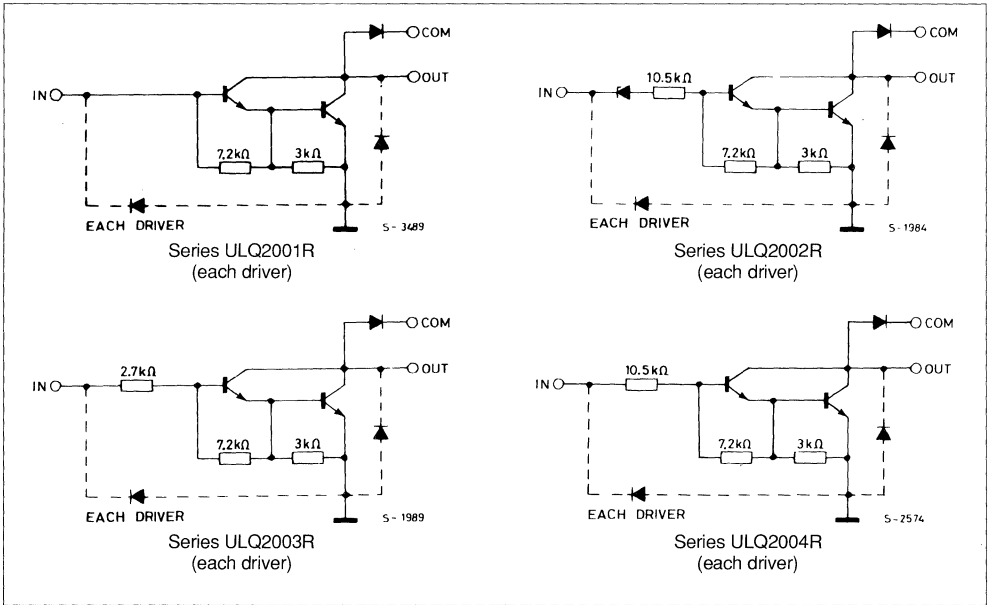 COM
OUT
IN
7.2kΩ 3kΩ
EACH DRIVER
S-3489
Series ULQ2001R
(each driver)
COM
10.5kΩ
OUT
IN
7.2kΩ 3kΩ
EACH DRIVER
S-1984
Series ULQ2002R
(each driver)
COM
2.7kΩ
OUT
IN
7.2kΩ 3kΩ
EACH DRIVER
S-1989
Series ULQ2003R
(each driver)
COM
10.5kΩ
OUT
IN
7.2kΩ 3kΩ
EACH DRIVER
S-2574
Series ULQ2004R
(each driver)